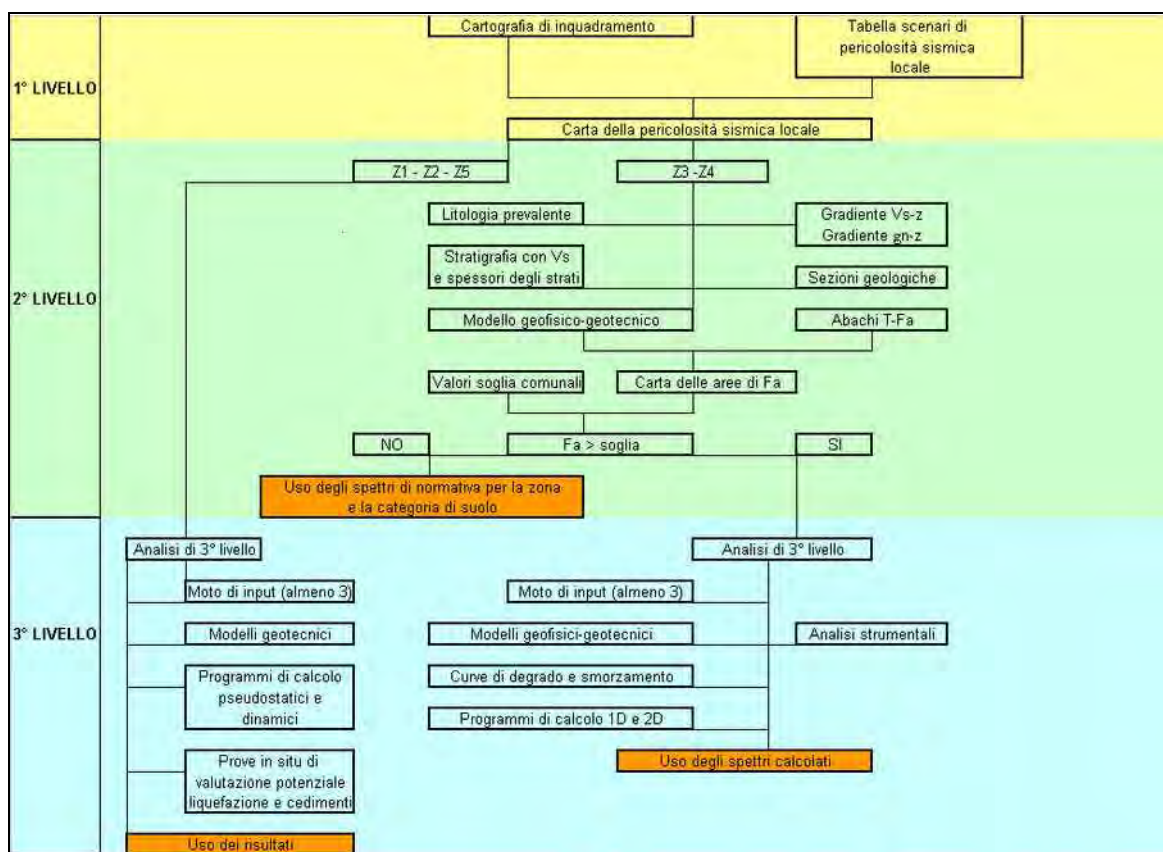 Cartografia di inquadramento
Tabella scenari di
pericolosità sismica
locale
1° LIVELLO
Carta della pericolosità sismica locale
Z1 - Z2 - Z5
Z3 -Z4
Litologia prevalente
Gradiente Vs-z
Gradiente gn-z
Stratigrafia con Vs
e spessori degli strati
Sezioni geologiche
2° LIVELLO
Modello geofisico-geotecnico
Abachi T-Fa
Valori soglia comunali
Carta delle aree di Fa
NO
Fa > soglia
SI
Uso degli spettri di normativa per la zona
e la categoria di suolo
Analisi di 3° livello
Analisi di 3° livello
Moto di input (almeno 3)
Moto di input (almeno 3)
3° LIVELLO
Modelli geotecnici
Modelli geofisici-geotecnici
Analisi strumentali
Programmi di calcolo
pseudostatici e
dinamici
Curve di degrado e smorzamento
Programmi di calcolo 1D e 2D
Prove in situ di
valutazione potenziale
liquefazione e cedimenti
Uso degli spettri calcolati
Uso dei risultati